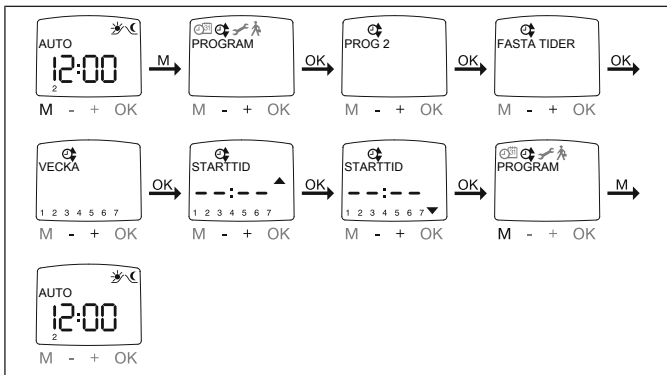 AUTO
12:00
2
M - + OK
M
PROGRAM
M - + OK
OK
PROG 2
M - + OK
OK
FASTA TIDER
M - + OK
OK
VECKA
1 2 3 4 5 6 7
M - + OK
OK
STARTTID
--:--
1 2 3 4 5 6 7
M - + OK
OK
STARTTID
--:--
1 2 3 4 5 6 7
M - + OK
OK
PROGRAM
M - + OK
M
AUTO
12:00
2
M - + OK